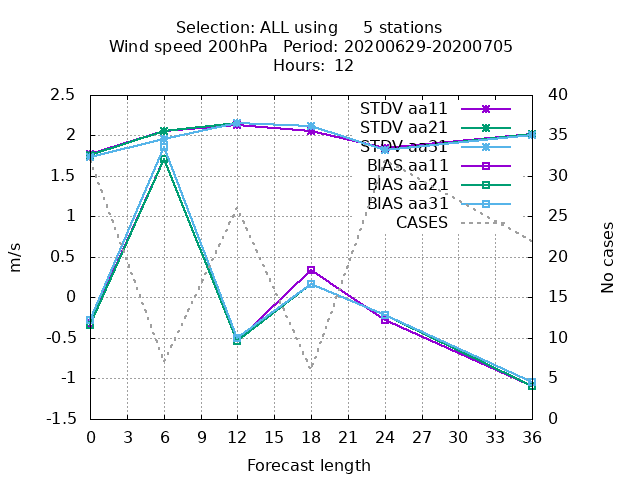 Selection: ALL using     5 stations
Wind speed 200hPa   Period: 20200629-20200705
Hours: 12
2.5
2
1.5
1
0.5
0
-0.5
-1
-1.5
m/s
STDV aa11
STDV aa21
STDV aa31
BIAS aa11
BIAS aa21
BIAS aa31
CASES
40
35
30
25
20
15
10
5
0
No cases
0 3 6 9 12 15 18 21 24 27 30 33 36
Forecast length